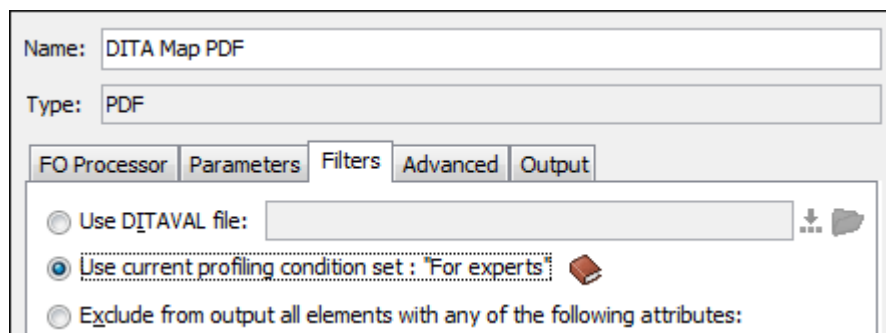 Name: DITA Map PDF
Type: PDF
FO Processor Parameters Filters Advanced Output
Use DITAVAL file:
Use current profiling condition set : "For experts"
Exclude from output all elements with any of the following attributes: